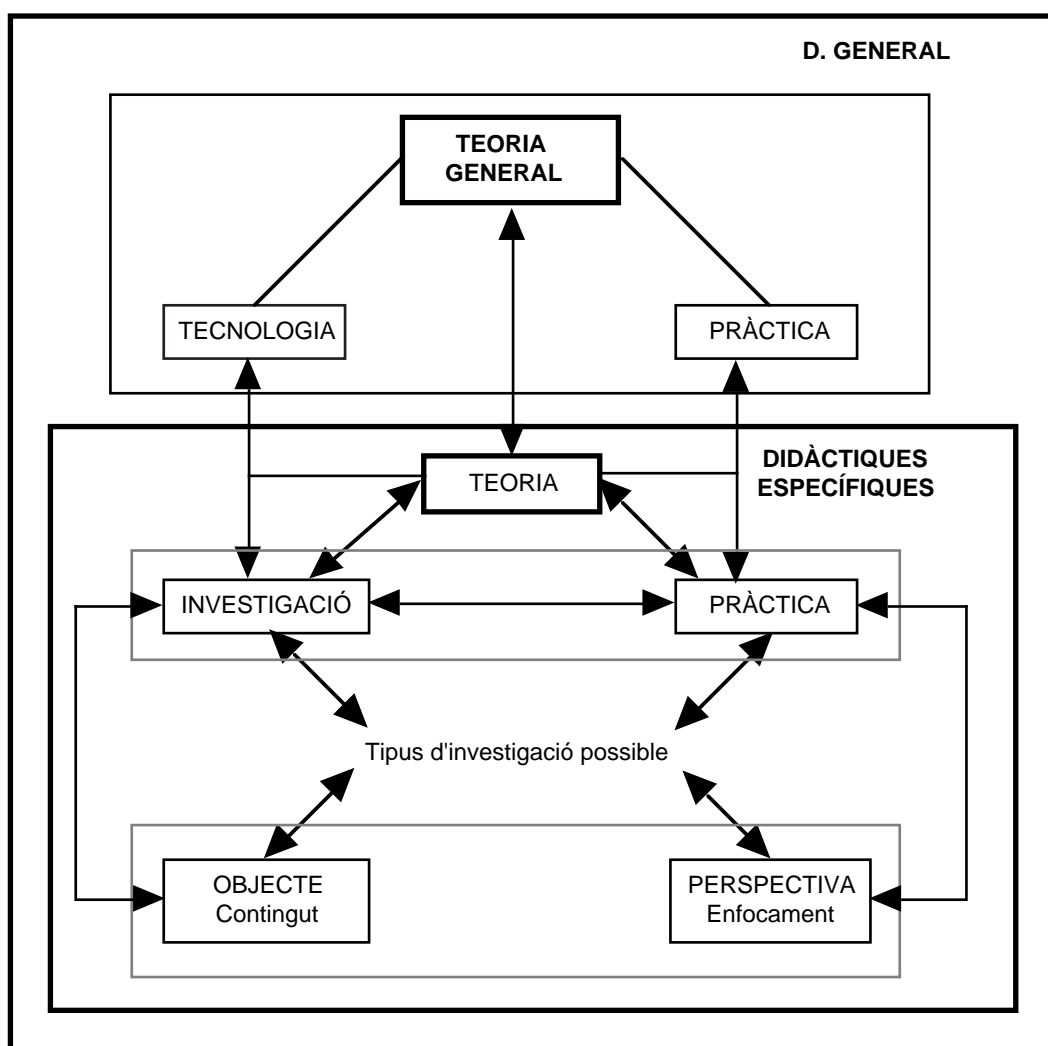 D. GENERAL
TEORIA
GENERAL
TECNOLOGIA
PRÀCTICA
DIDÀCTIQUES
ESPECÍFIQUES
TEORIA
INVESTIGACIÓ
PRÀCTICA
Tipus d'investigació possible
OBJECTE
Contingut
PERSPECTIVA
Enfocament